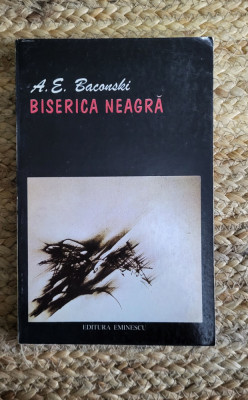 A. E. Baconski
BISERICA NEAGRĂ
EDITURA EMINESCU